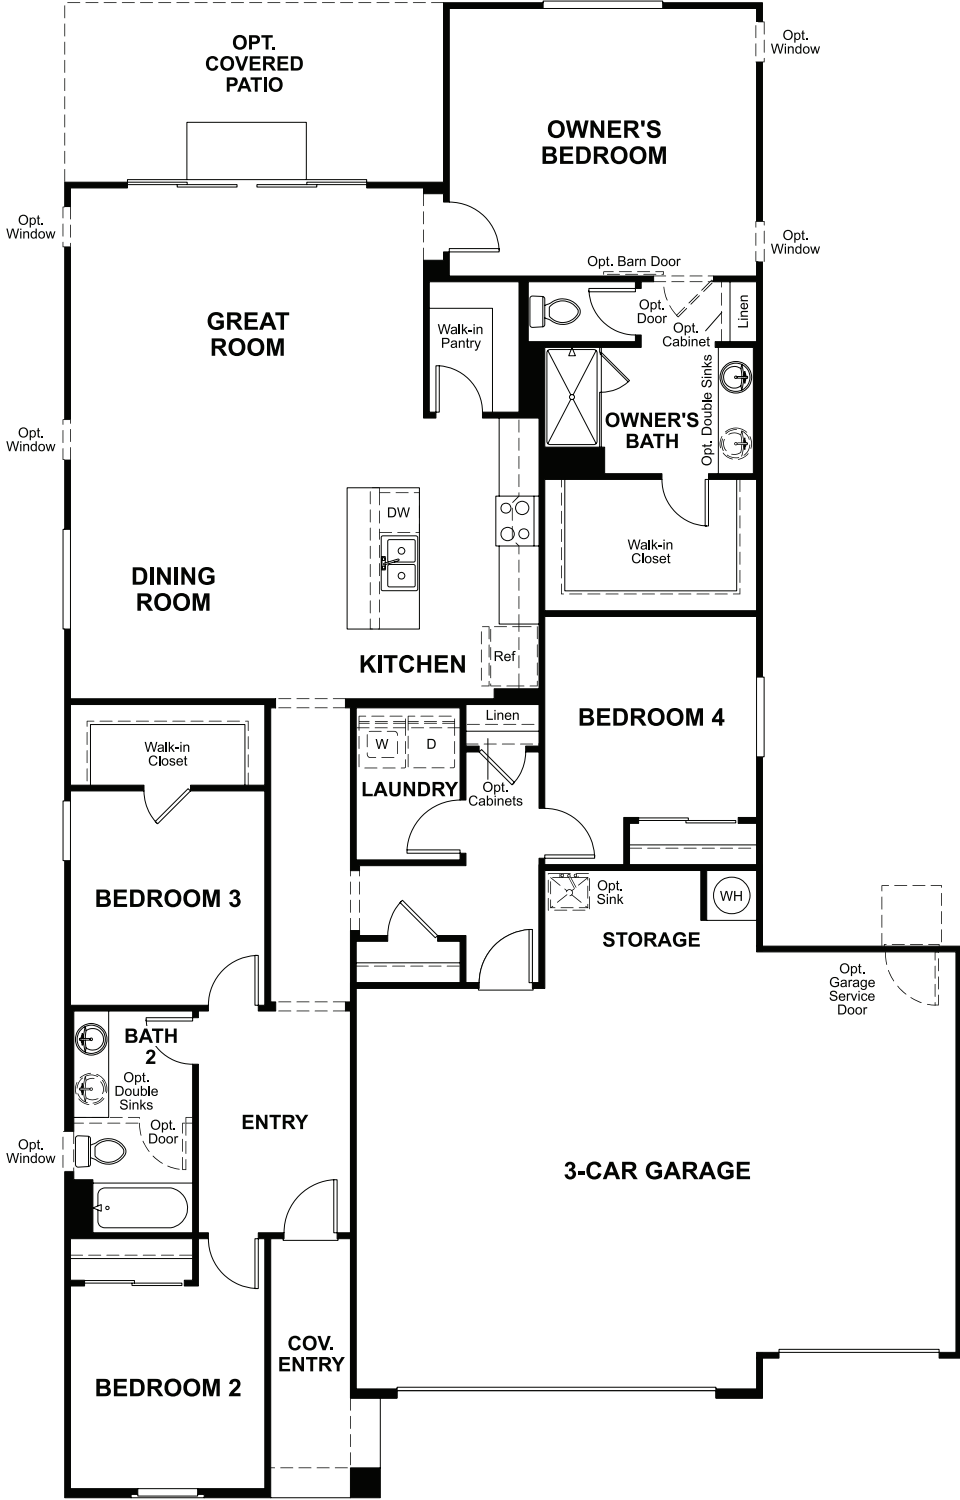 OPT.
COVERED
PATIO
Opt.
Window
OWNER'S
BEDROOM
Opt.
Window
Opt.
Window
Opt. Barn Door
GREAT
ROOM
Walk-in
Pantry
Opt.
Door
Opt.
Cabinet
Linen
Opt. Double Sinks
OWNER'S
BATH
Opt.
Window
DW
Walk-in
Closet
DINING
ROOM
KITCHEN
Ref
BEDROOM 4
Linen
W
D
LAUNDRY
Opt.
Cabinets
Walk-in
Closet
BEDROOM 3
Opt.
Sink
WH
STORAGE
Opt.
Garage
Service
Door
BATH
2
Opt.
Double
Sinks
Opt.
Door
Opt.
Window
ENTRY
3-CAR GARAGE
COV.
ENTRY
BEDROOM 2